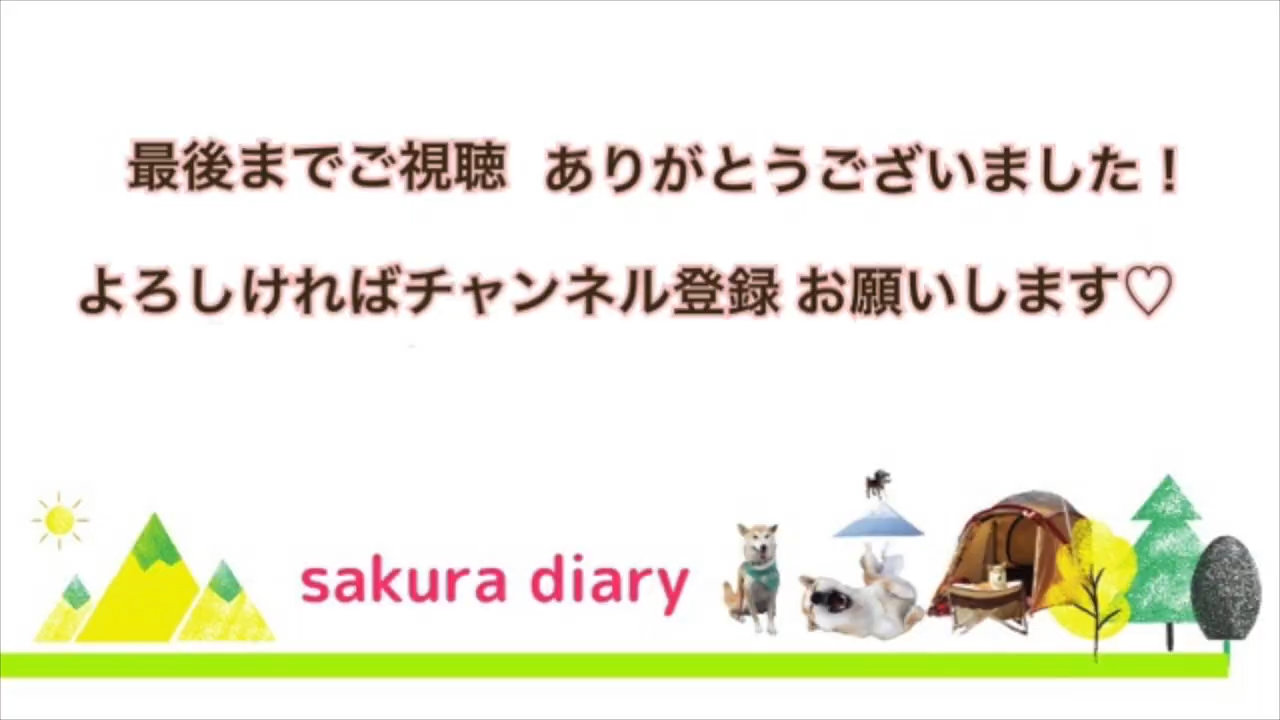 最後までご視聴 ありがとうございました！
よろしければチャンネル登録 お願いします♡
sakura diary